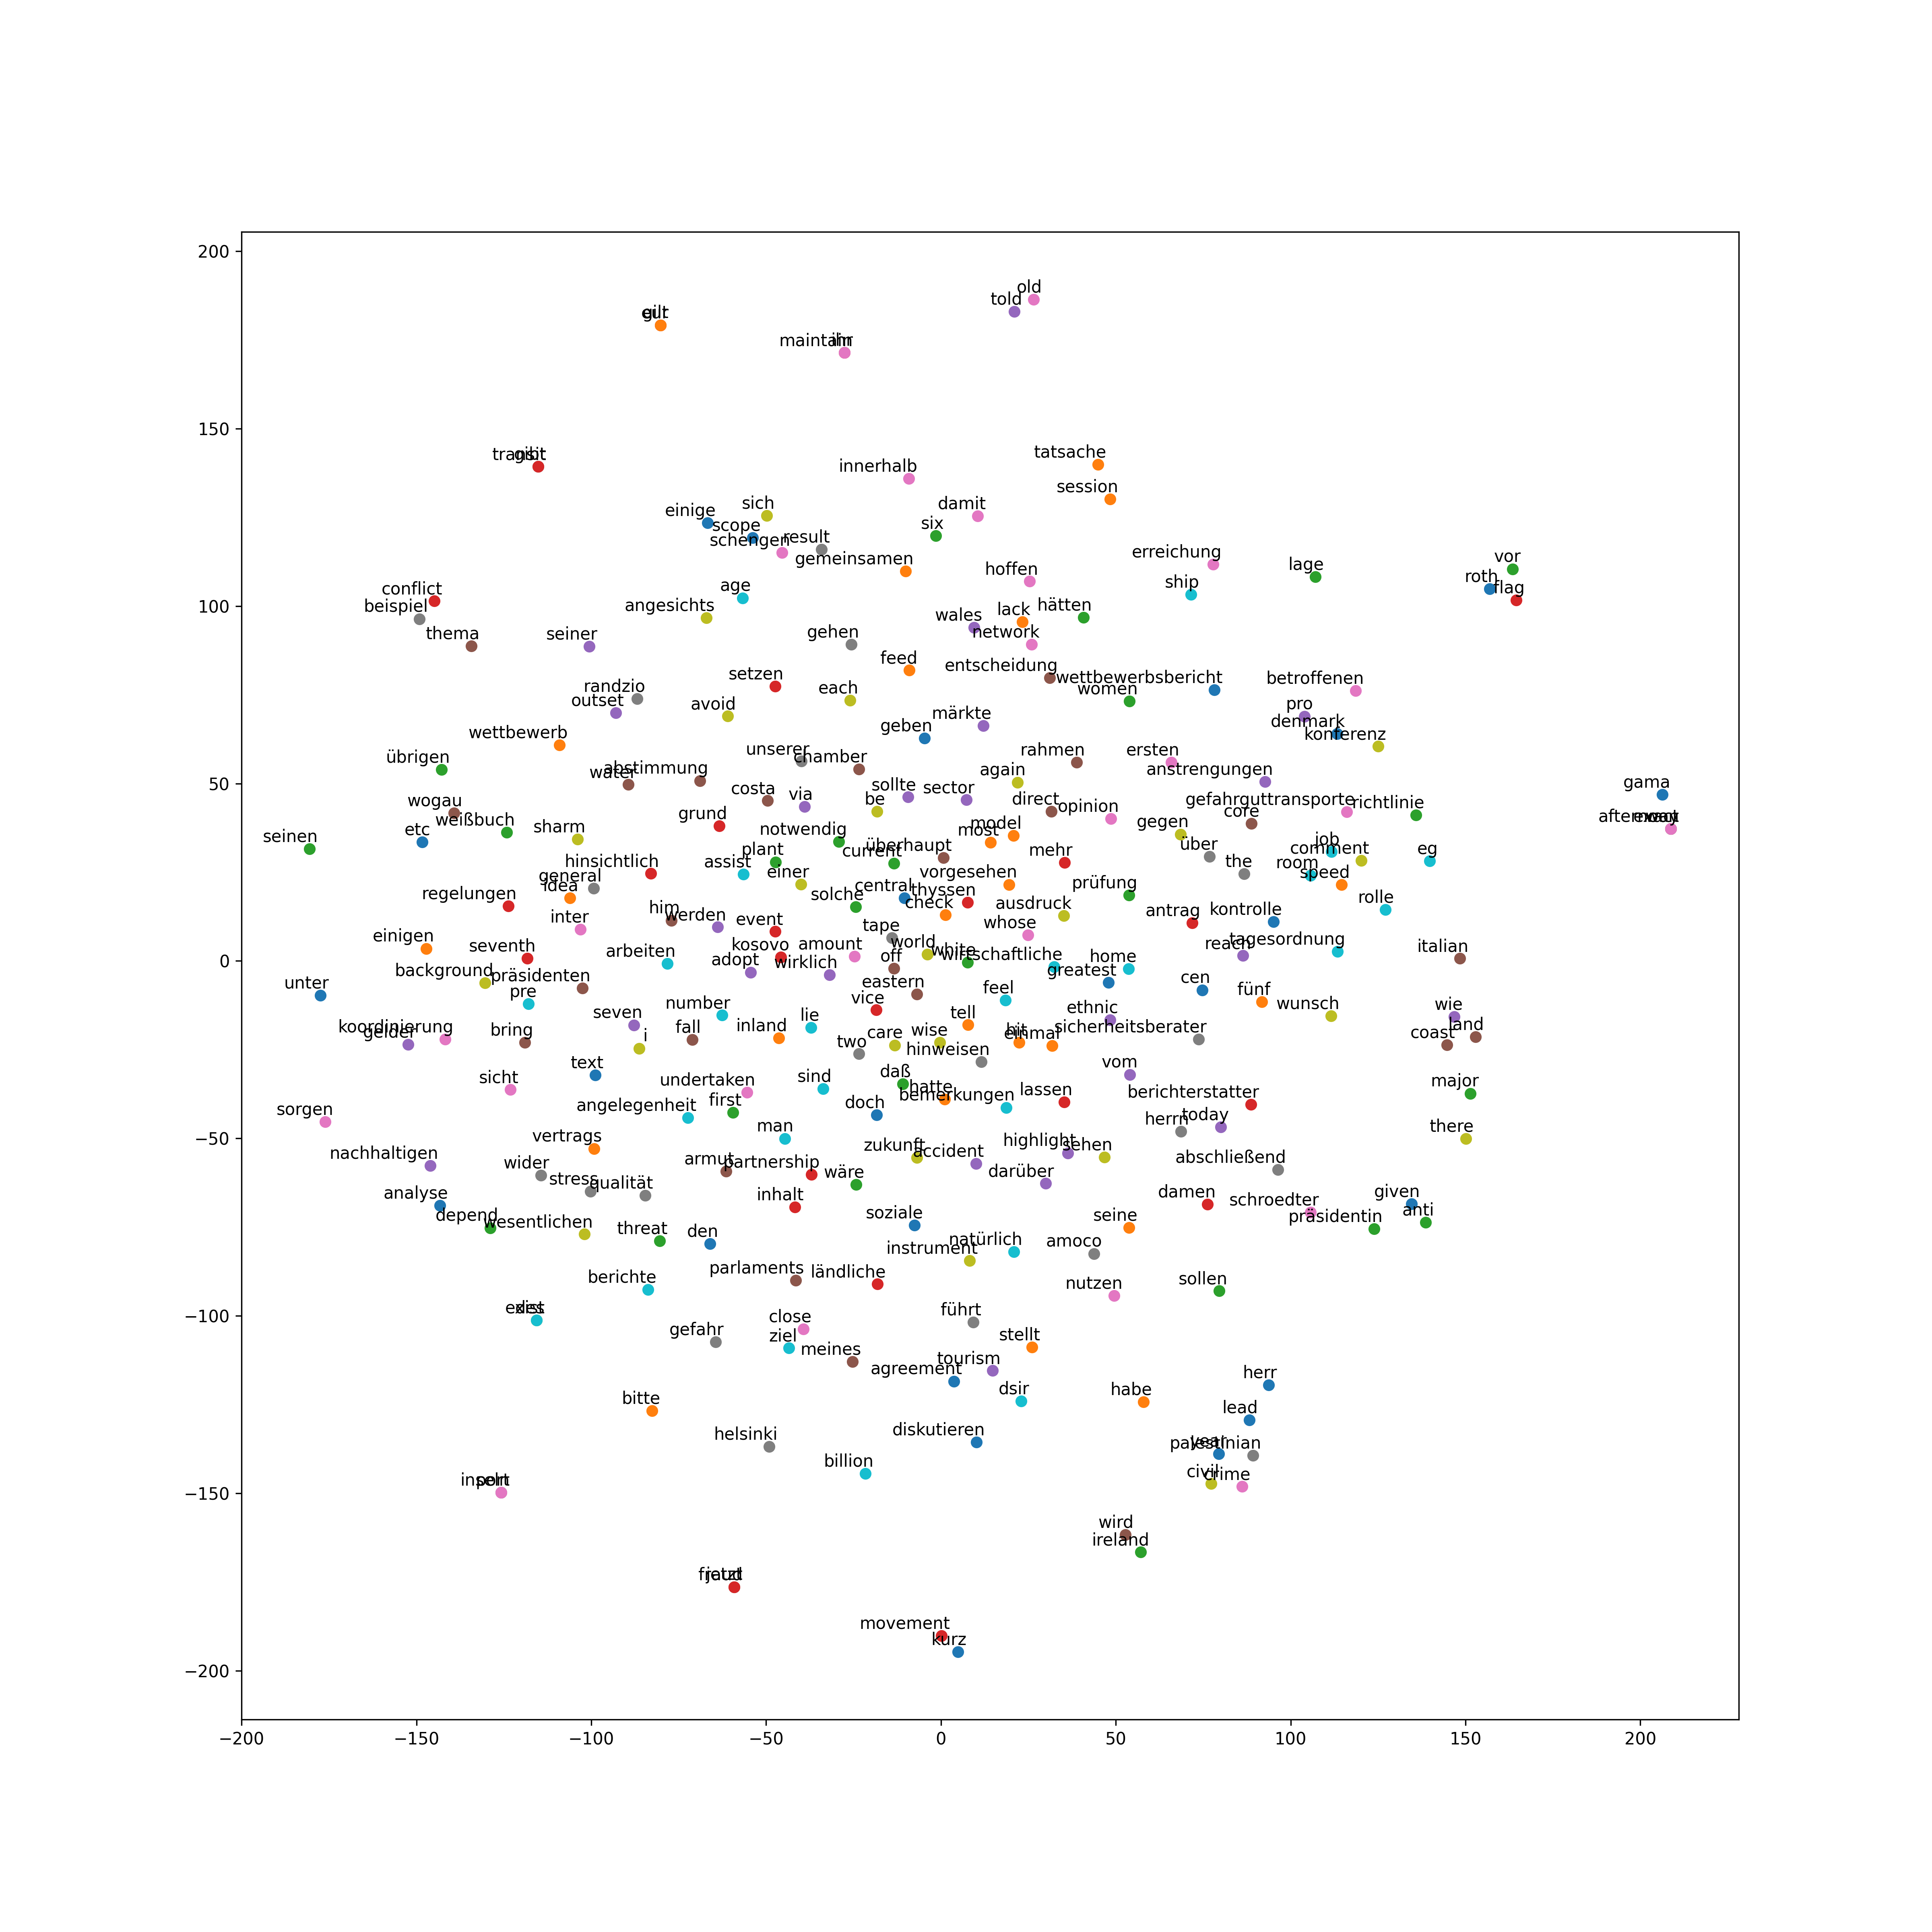 200
150
100
50
0
−50
−100
−150
−200
−200
−150
−100
−50
0
50
100
150
200
old
told
gilt
maintain
ihr
transit
gibt
innerhalb
tatsache
session
einige
sich
scope
schengen
result
damit
six
gemeinsamen
hoffen
erreichung
ship
lage
vor
roth
flag
conflict
beispiel
thema
seiner
age
angesichts
wales
lack
hätten
network
gehen
feed
entscheidung
setzen
each
wettbewerbsbericht
women
betroffenen
randzio
outset
avoid
märkte
geben
pro
denmark
konferenz
wettbewerb
übrigen
unserer
chamber
rahmen
ersten
anstrengungen
water
abstimmung
again
costa
via
sollte
be
sector
direct
opinion
gefahrguttransporte
richtlinie
core
gama
wogau
weißbuch
etc
sharm
grund
notwendig
most
model
gegen
seinen
hinsichtlich
plant
current
überhaupt
mehr
über
job
comment
eg
general
idea
assist
einer
central
vorgesehen
the
room
speed
regelungen
solche
thyssen
check
prüfung
ausdruck
rolle
inter
him
werden
event
tape
whose
antrag
kontrolle
einigen
seventh
arbeiten
kosovo
amount
world
white
wirtschaftliche
home
reach
tagesordnung
italian
background
präsidenten
adopt
wirklich
off
greatest
unter
pre
eastern
feel
cen
fünf
number
vice
ethnic
wunsch
wie
koordinierung
gelder
bring
seven
i
fall
inland
lie
care
wise
tell
einmal
sicherheitsberater
coast
land
two
hinweisen
text
vom
sicht
undertaken
sind
daß
hatte
bemerkungen
lassen
berichterstatter
major
sorgen
angelegenheit
first
doch
herrn
today
vertrags
man
zukunft
accident
highlight
sehen
there
nachhaltigen
wider
stress
qualität
armut
partnership
wäre
darüber
abschließend
analyse
depend
wesentlichen
inhalt
soziale
seine
damen
schroedter
präsidentin
given
anti
threat
den
instrument
natürlich
amoco
berichte
parlaments
ländliche
nutzen
sollen
gefahr
close
ziel
meines
führt
stellt
tourism
agreement
dsir
habe
herr
lead
bitte
helsinki
diskutieren
billion
year
palestinian
civil
crime
wird
ireland
jetzt
movement
kurz